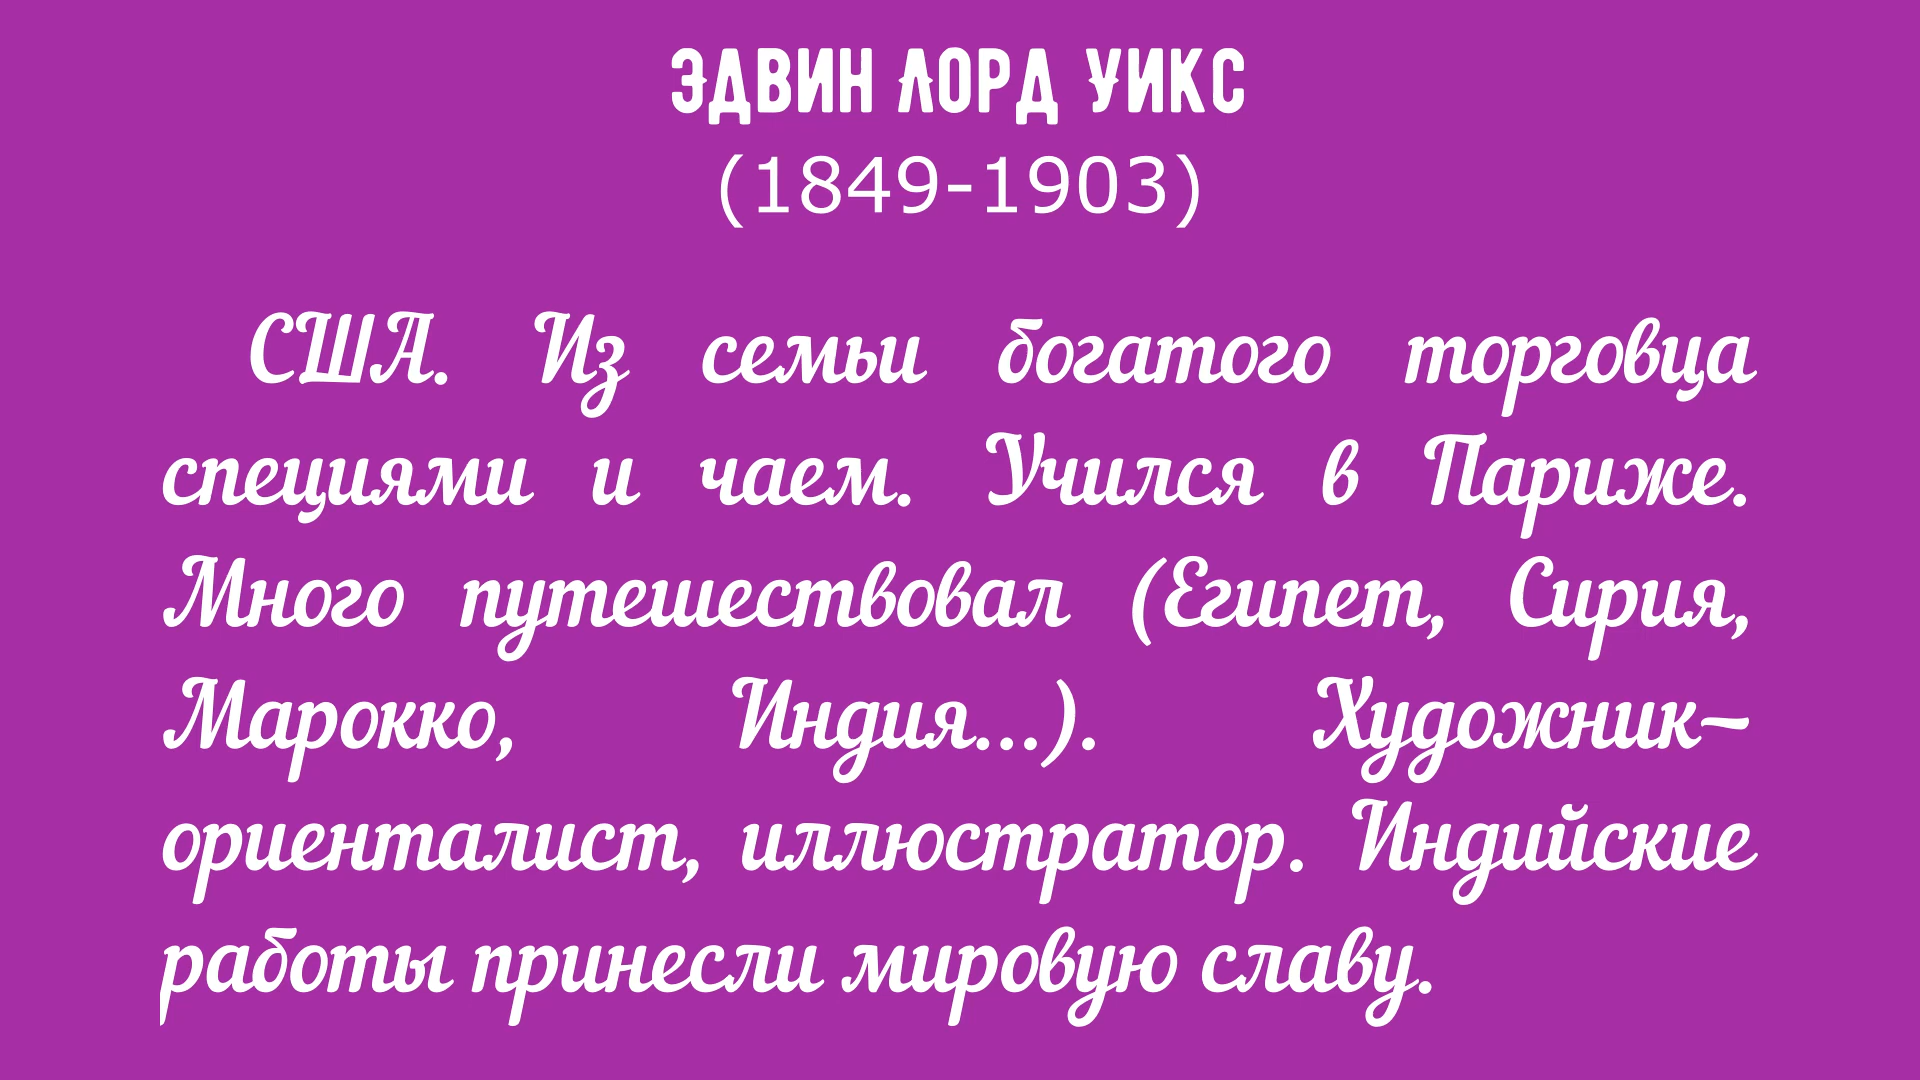 ЭДВИН ЛОРД УИКС
(1849-1903)
США. Из семьи богатого торговца
специями и чаем. Учился в Париже.
Много путешествовал (Египет, Сирия,
Марокко, Индия...). Художник–
ориенталист, иллюстратор. Индийские
работы принесли мировую славу.